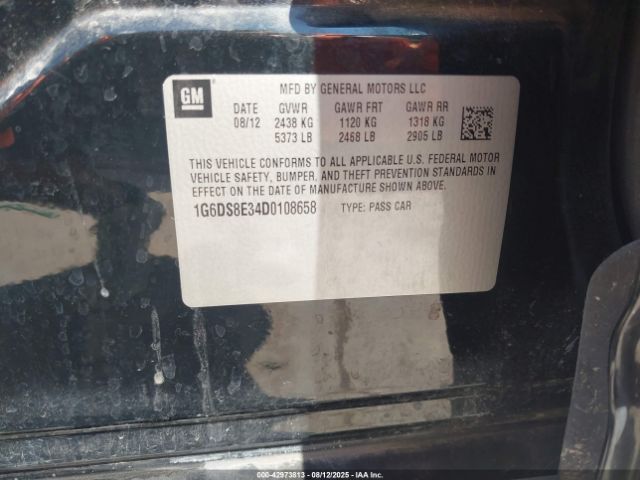 GM
MFD BY GENERAL MOTORS LLC
DATE GVWR GAWR FRT GAWR RR
08/12 2438 KG 1120 KG 1318 KG
5373 LB 2468 LB 2905 LB
THIS VEHICLE CONFORMS TO ALL APPLICABLE U.S. FEDERAL MOTOR
VEHICLE SAFETY, BUMPER, AND THEFT PREVENTION STANDARDS IN
EFFECT ON THE DATE OF MANUFACTURE SHOWN ABOVE.
1G6DS8E34D0108658 TYPE: PASS CAR
000-42973813 - 08/12/2025 - IAA Inc.